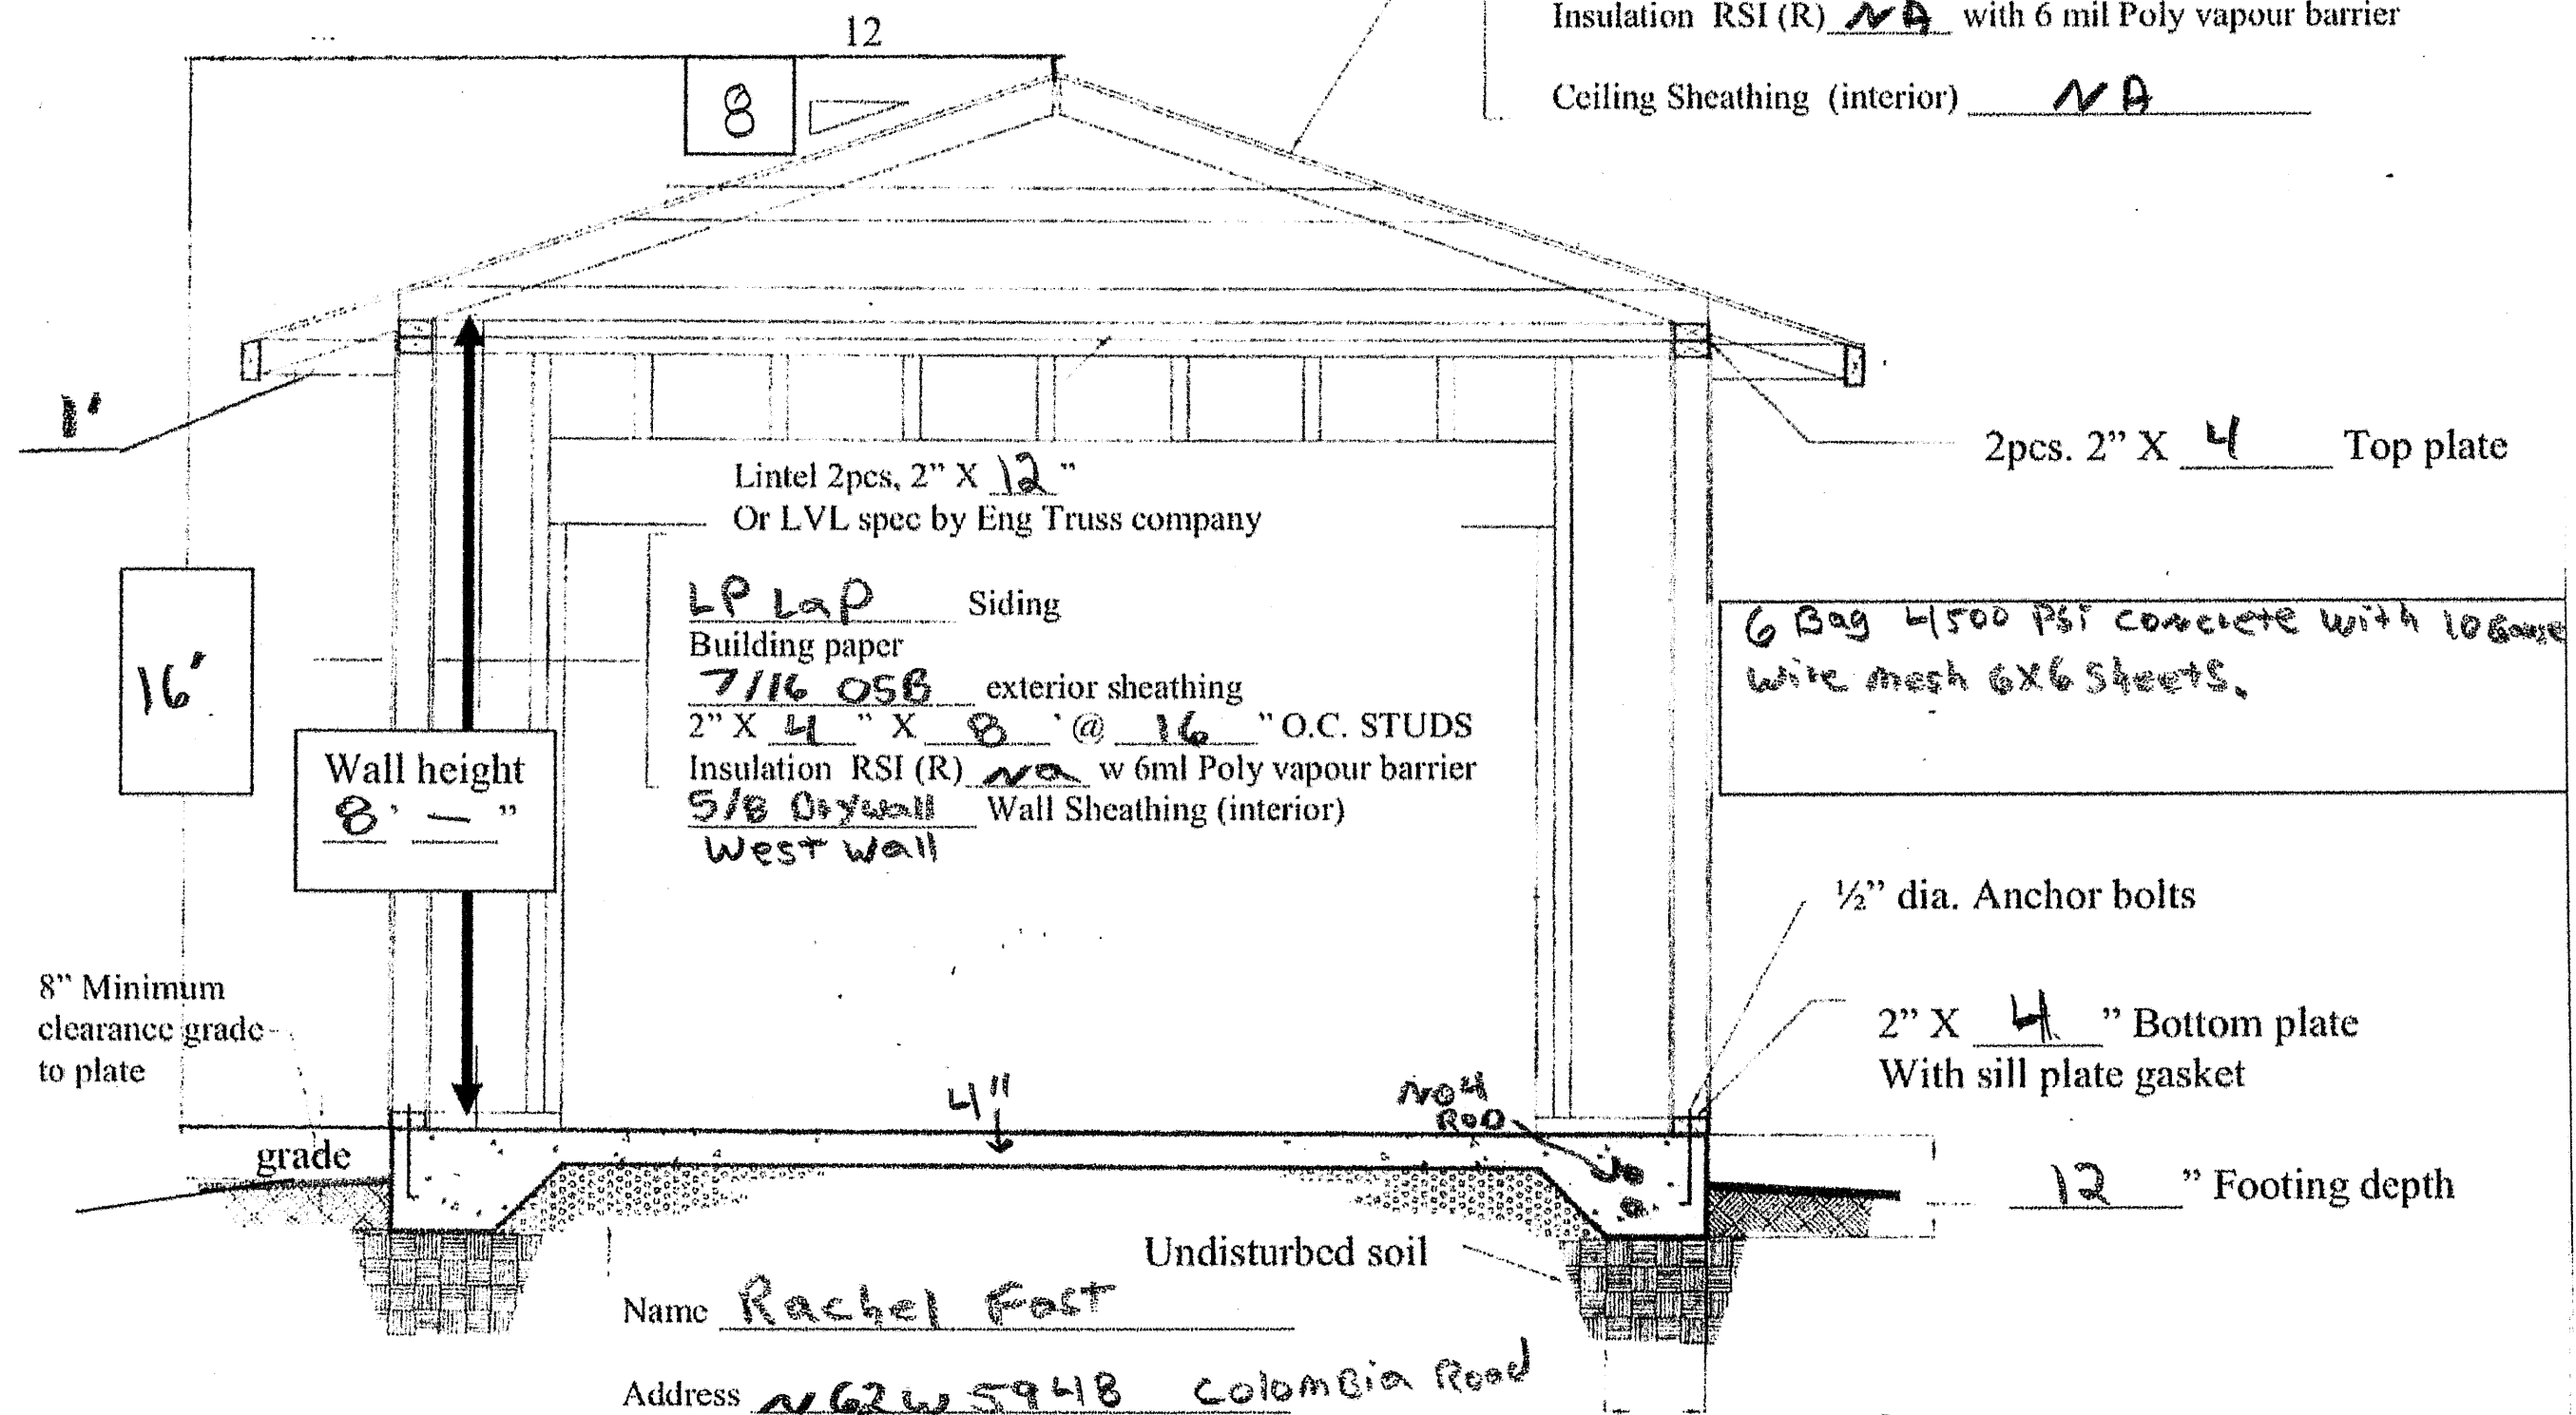 Insulation RSI (R) NA with 6 mil Poly vapour barrier
Ceiling Sheathing (interior) NA
12
8
1'
2pcs. 2” X 4 Top plate
Lintel 2pcs, 2” X 12”
Or LVL spec by Eng Truss company
LP Lap Siding
Building paper
7/16 OSB exterior sheathing
2” X 4” X 8 ’ @ 16 ” O.C. STUDS
Insulation RSI (R) na w 6ml Poly vapour barrier
5/8 Drywall Wall Sheathing (interior)
West Wall
6 Bag 4500 PSI concrete with 10 Gauge
wire mesh 6X6 Sheets.
16'
Wall height
8’ — ”
½” dia. Anchor bolts
2” X 4 ” Bottom plate
With sill plate gasket
8” Minimum
clearance grade
to plate
4"
NO 4
ROD
grade
12 ” Footing depth
Undisturbed soil
Name Rachel Fast
Address N62W5948 Colombia Road